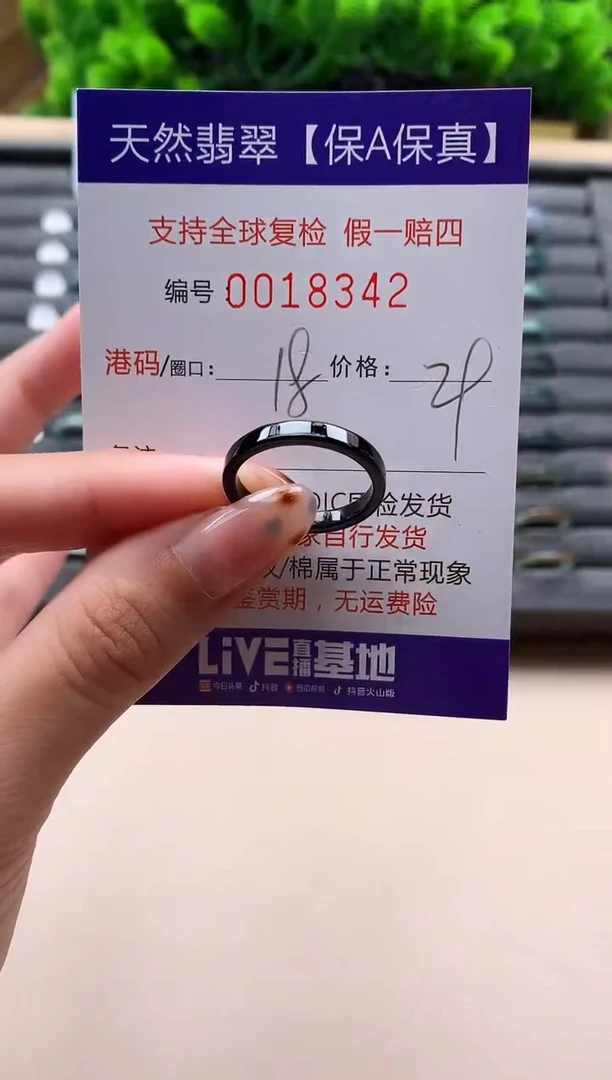 天然翡翠【保A保真】
支持全球复检 假一赔四
编号:0018342
港码/圈口: 18 价格:
检发货
家自行发货
/棉属于正常现象
鉴赏期，无运费险
LiVE直播基地
今日头条 抖音 西瓜视频 抖音火山版